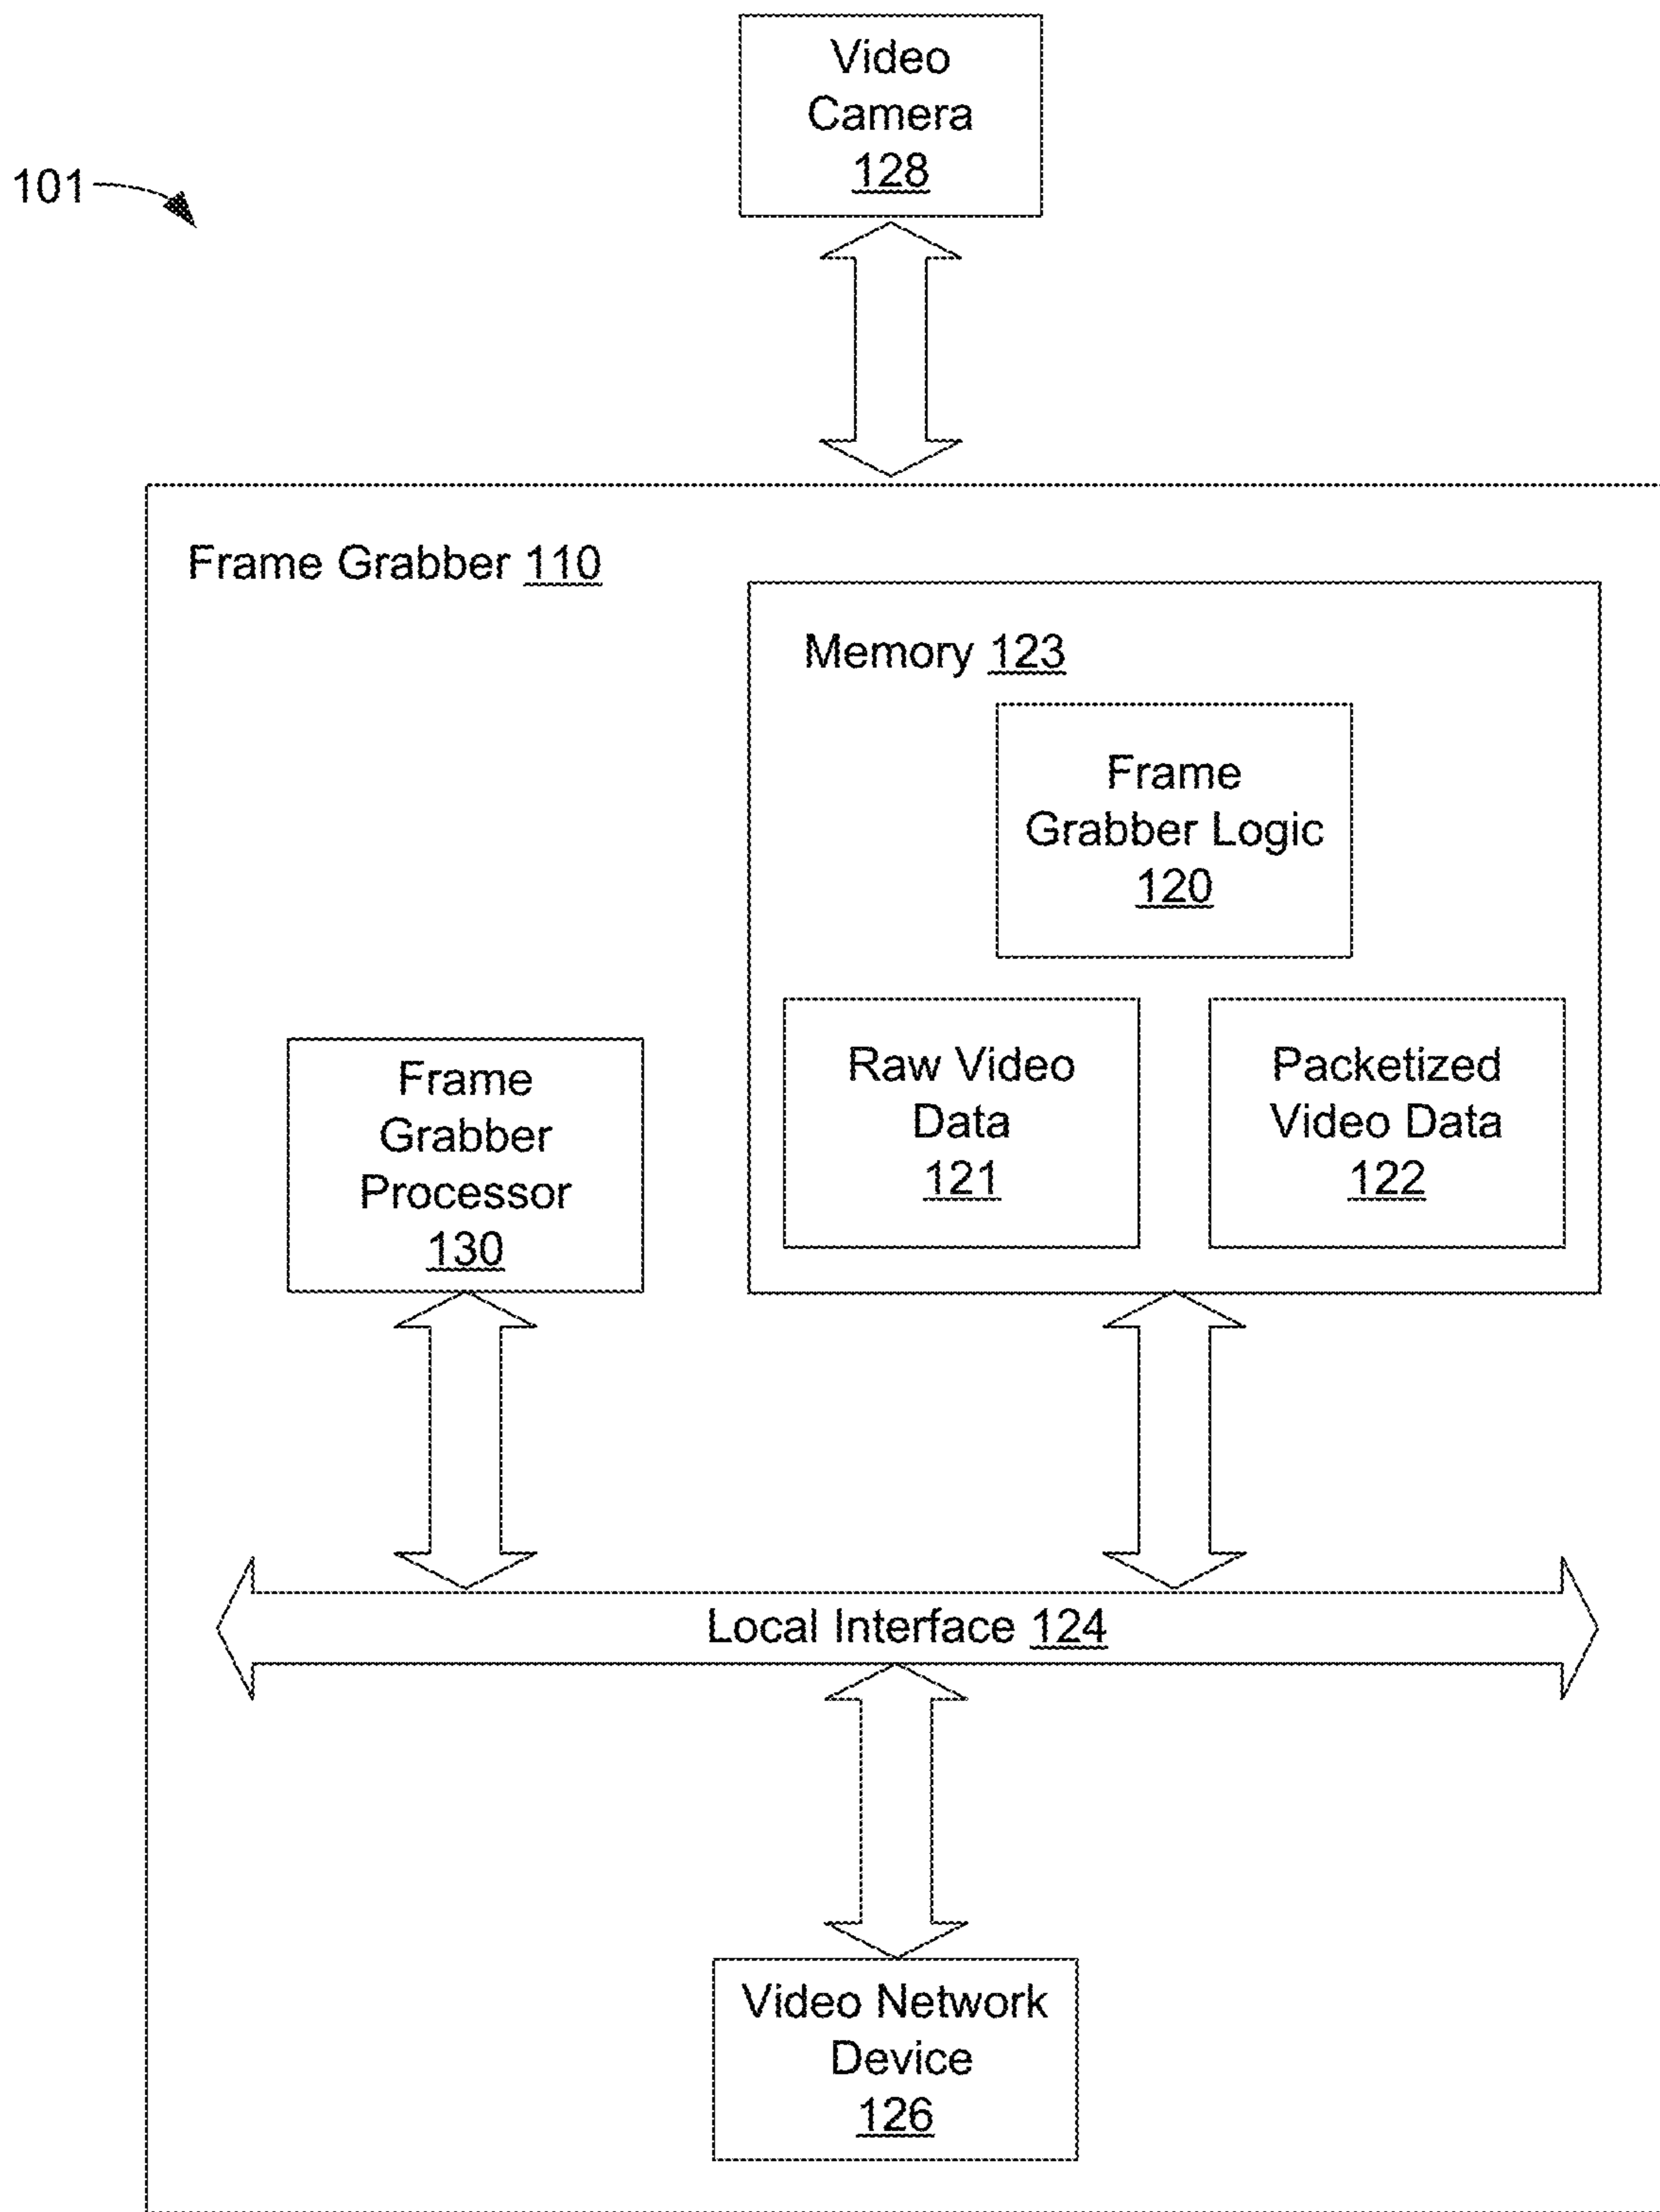 Video
Camera
128
101
Frame Grabber 110
Memory 123
Frame
Grabber Logic
120
Raw Video
Data
121
Packetized
Video Data
122
Frame
Grabber
Processor
130
Local Interface 124
Video Network
Device
126